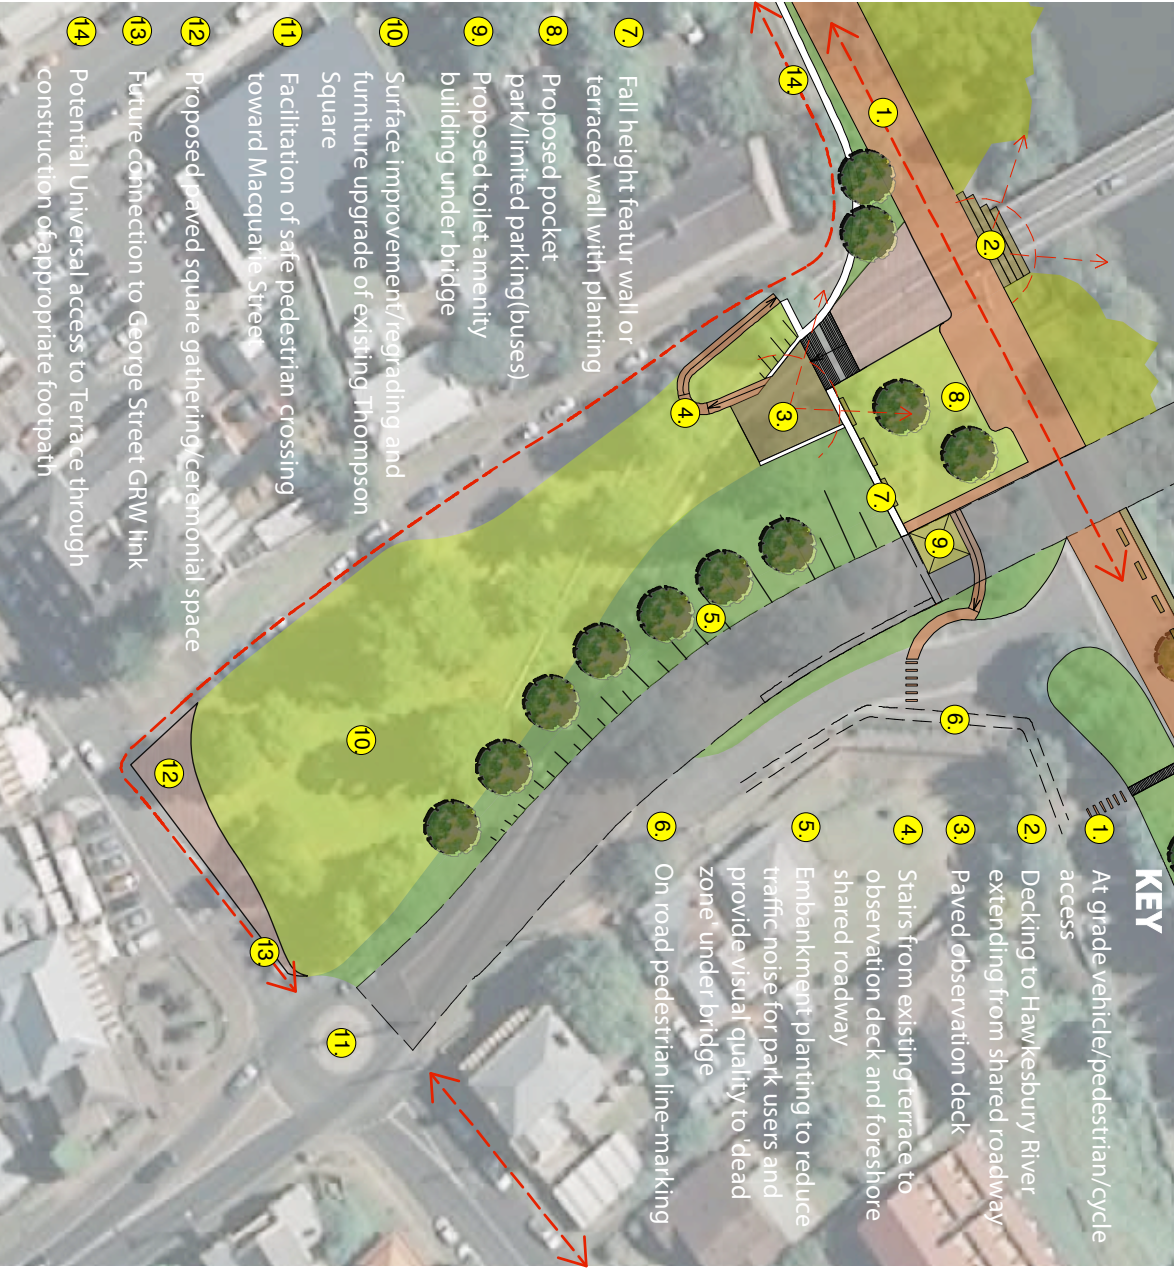 KEY
1. At grade vehicle/pedestrian/cycle
access
2. Decking to Hawkesbury River
extending from shared roadway
3. Paved observation deck
4. Stairs from existing terrace to
observation deck and foreshore
shared roadway
5. Embankment planting to reduce
traffic noise for park users and
provide visual quality to 'dead
zone' under bridge
6. On road pedestrian line-marking
7. Fall height featur wall or
terraced wall with planting
8. Proposed pocket
park/limited parking(buses)
9. Proposed toilet amenity
building under bridge
10. Surface improvement/regrading and
furniture upgrade of existing Thompson
Square
11. Facilitation of safe pedestrian crossing
toward Macquarie Street
12. Proposed paved square gathering/ceremonial space
13. Future connection to George Street GRW link
14. Potential Universal access to Terrace through
construction of appropriate footpath
1.
2.
14.
3.
4.
8.
7.
9.
5.
6.
10.
12.
13.
11.